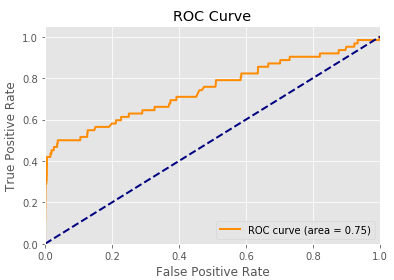 ROC Curve
1.0
0.8
0.6
0.4
0.2
0.0
True Positive Rate
ROC curve (area = 0.75)
0.0 0.2 0.4 0.6 0.8 1.0
False Positive Rate